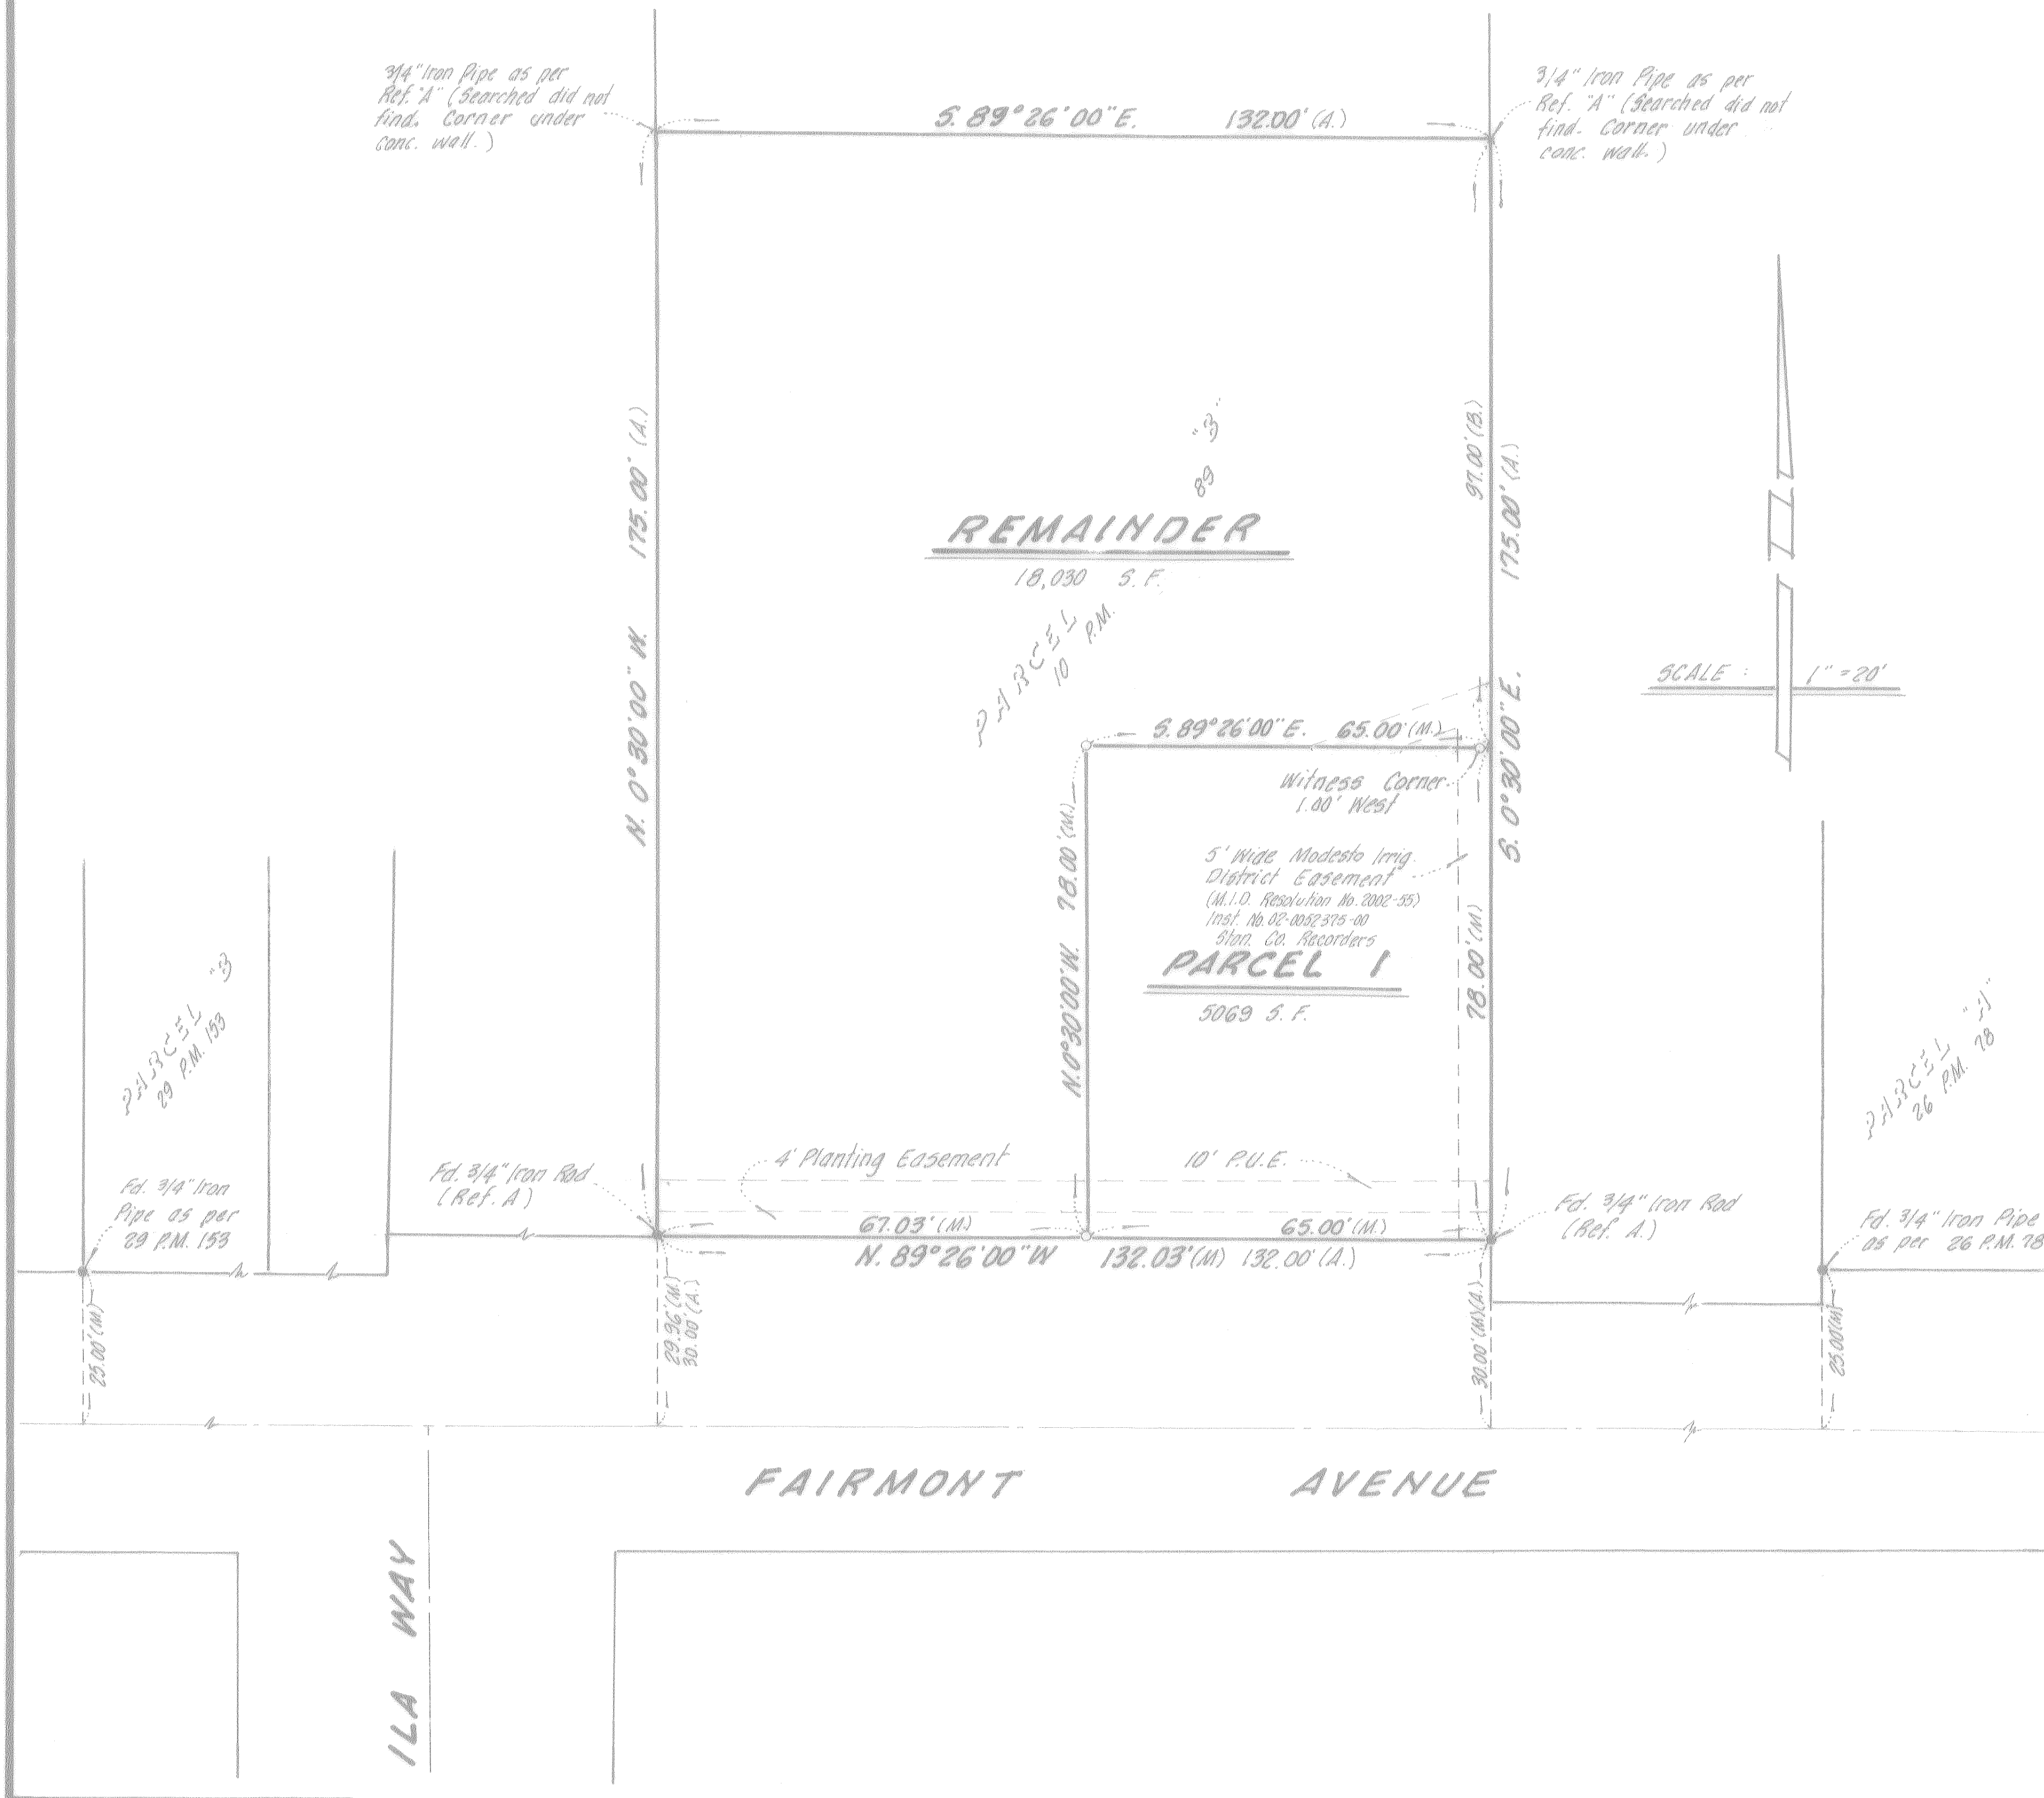 3/4" Iron Pipe as per
Ref. "A" (Searched did not
find. Corner under
conc. wall.)
S. 89°26'00"E. 132.00' (A.)
3/4" Iron Pipe as per
Ref. "A" (Searched did not
find. Corner under
conc. wall.)
N. 0°30'00" W. 175.00' (A.)
97.00' (B.)
S. 0°30'00"E. 175.00' (A.)
REMAINDER
18,030 S.F.
PARCEL "B"
10 P.M. 89
SCALE : 1" = 20'
S. 89°26'00"E. 65.00' (M.)
Witness Corner
1.00' West
N. 0°30'00"W. 78.00' (M.)
5' Wide Modesto Irrig.
District Easement
(M.I.D. Resolution No. 2002-55)
Inst. No. 02-0052375-00
Stan. Co. Recorders
PARCEL 1
5069 S.F.
78.00' (M)
PARCEL "B
29 P.M. 153
PARCEL "A"
26 P.M. 78
4' Planting Easement
10' P.U.E.
Fd. 3/4" Iron
Pipe as per
29 P.M. 153
Fd. 3/4" Iron Rod
(Ref. A)
67.03' (M.)
65.00' (M.)
N. 89°26'00"W 132.03' (M) 132.00' (A.)
Fd. 3/4" Iron Rod
(Ref. A.)
Fd. 3/4" Iron Pipe
as per 26 P.M. 78
25.00' (M)
29.96' (M.)
30.00' (A.)
30.00' (M)(A.)
25.00' (M)
FAIRMONT AVENUE
ILA WAY